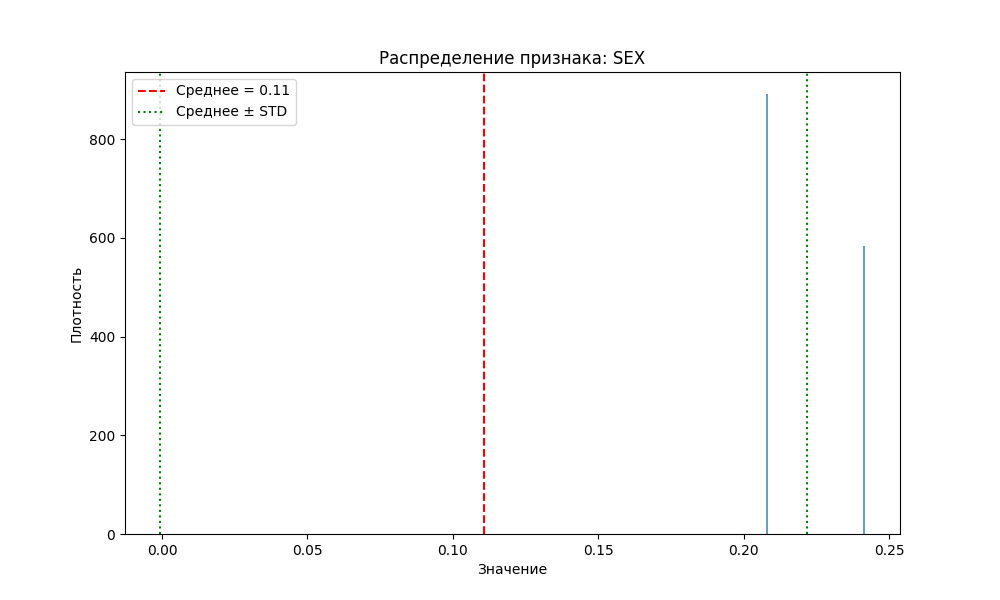 Распределение признака: SEX
Среднее = 0.11
Среднее ± STD
Плотность
800
600
400
200
0
0.00 0.05 0.10 0.15 0.20 0.25
Значение